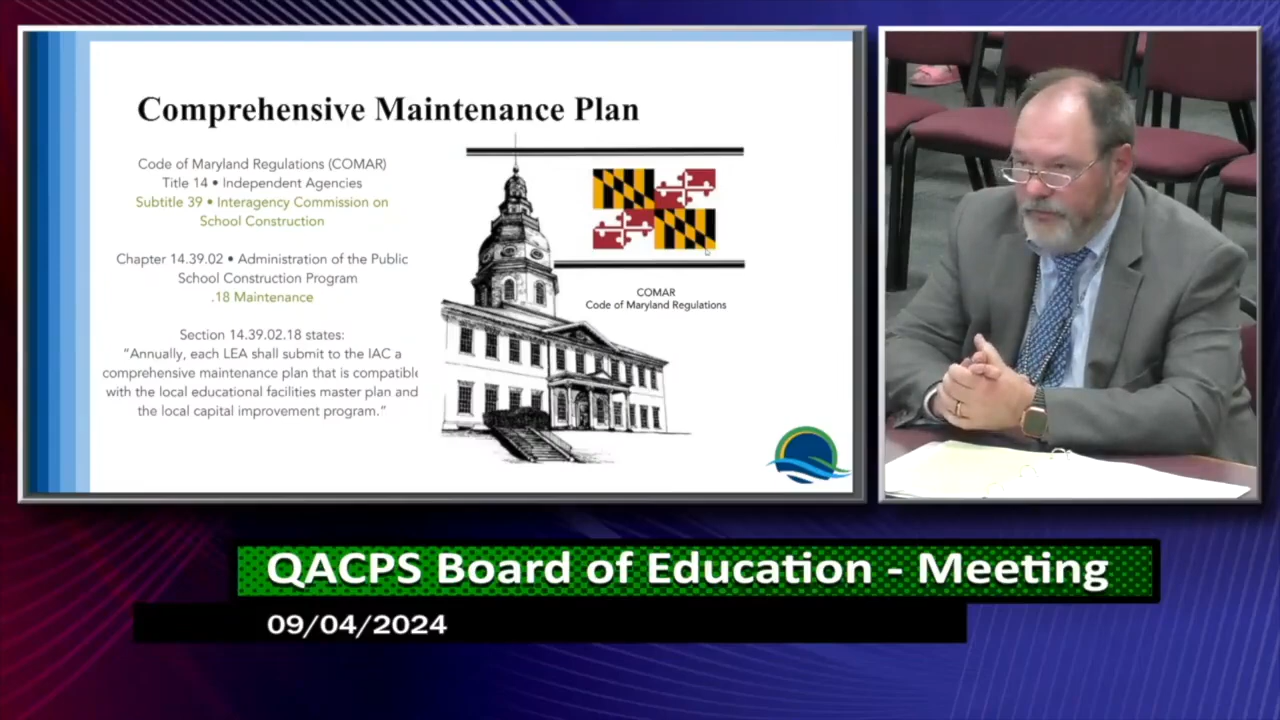 Comprehensive Maintenance Plan
Code of Maryland Regulations (COMAR)
Title 14 • Independent Agencies
Subtitle 39 • Interagency Commission on
School Construction
Chapter 14.39.02 • Administration of the Public
School Construction Program
.18 Maintenance
Section 14.39.02.18 states:
“Annually, each LEA shall submit to the IAC a
comprehensive maintenance plan that is compatible
with the local educational facilities master plan and
the local capital improvement program.”
COMAR
Code of Maryland Regulations
QACPS Board of Education - Meeting
09/04/2024